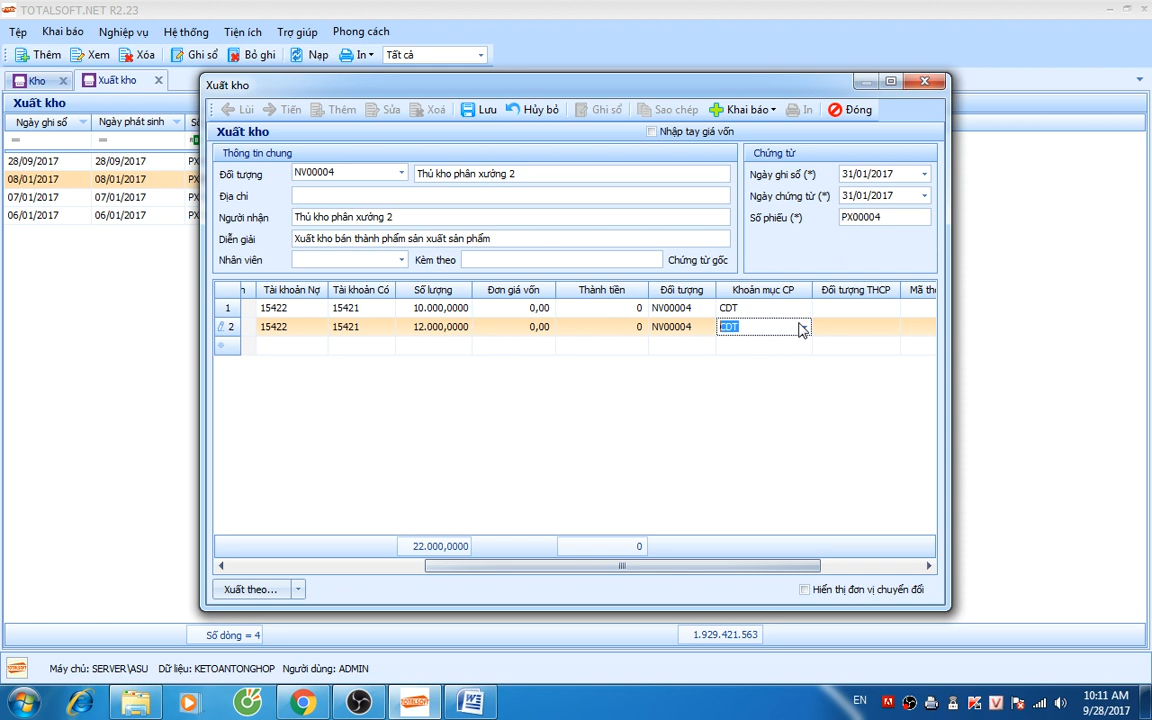 TOTALSOFT.NET R2.23
Tệp Khai báo Nghiệp vụ Hệ thống Tiện ích Trợ giúp Phong cách
Thêm Xem Xóa Ghi sổ Bỏ ghi Nạp In Tất cả
Kho Xuất kho
Xuất kho
Ngày ghi sổ Ngày phát sinh
28/09/2017 28/09/2017 PX
08/01/2017 08/01/2017 PX
07/01/2017 07/01/2017 PX
06/01/2017 06/01/2017 PX
Số dòng = 4 1.929.421.563
Xuất kho
Lùi Tiến Thêm Sửa Xoá Lưu Hủy bỏ Ghi sổ Sao chép Khai báo In Đóng
Xuất kho Nhập tay giá vốn
Thông tin chung
Đối tượng NV00004 Thủ kho phân xưởng 2
Địa chỉ
Người nhận Thủ kho phân xưởng 2
Diễn giải Xuất kho bán thành phẩm sản xuất sản phẩm
Nhân viên Kèm theo Chứng từ gốc
Chứng từ
Ngày ghi sổ (*) 31/01/2017
Ngày chứng từ (*) 31/01/2017
Số phiếu (*) PX00004
Tài khoản Nợ Tài khoản Có Số lượng Đơn giá vốn Thành tiền Đối tượng Khoản mục CP Đối tượng THCP Mã th
1 15422 15421 10.000,0000 0,00 0 NV00004 CDT
2 15422 15421 12.000,0000 0,00 0 NV00004 CDT
22.000,0000 0
Xuất theo... Hiển thị đơn vị chuyển đổi
Máy chủ: SERVER\ASU Dữ liệu: KETOANTONGHOP Người dùng: ADMIN
EN 10:11 AM
9/28/2017